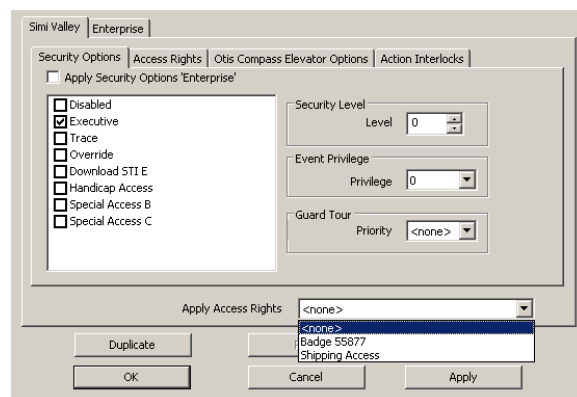 Simi Valley Enterprise
Security Options Access Rights Otis Compass Elevator Options Action Interlocks
Apply Security Options 'Enterprise'
Disabled
Executive
Trace
Override
Download STI E
Handicap Access
Special Access B
Special Access C
Security Level
Level 0
Event Privilege
Privilege 0
Guard Tour
Priority <none>
Apply Access Rights <none>
<none>
Badge 55877
Shipping Access
Duplicate
OK Cancel Apply